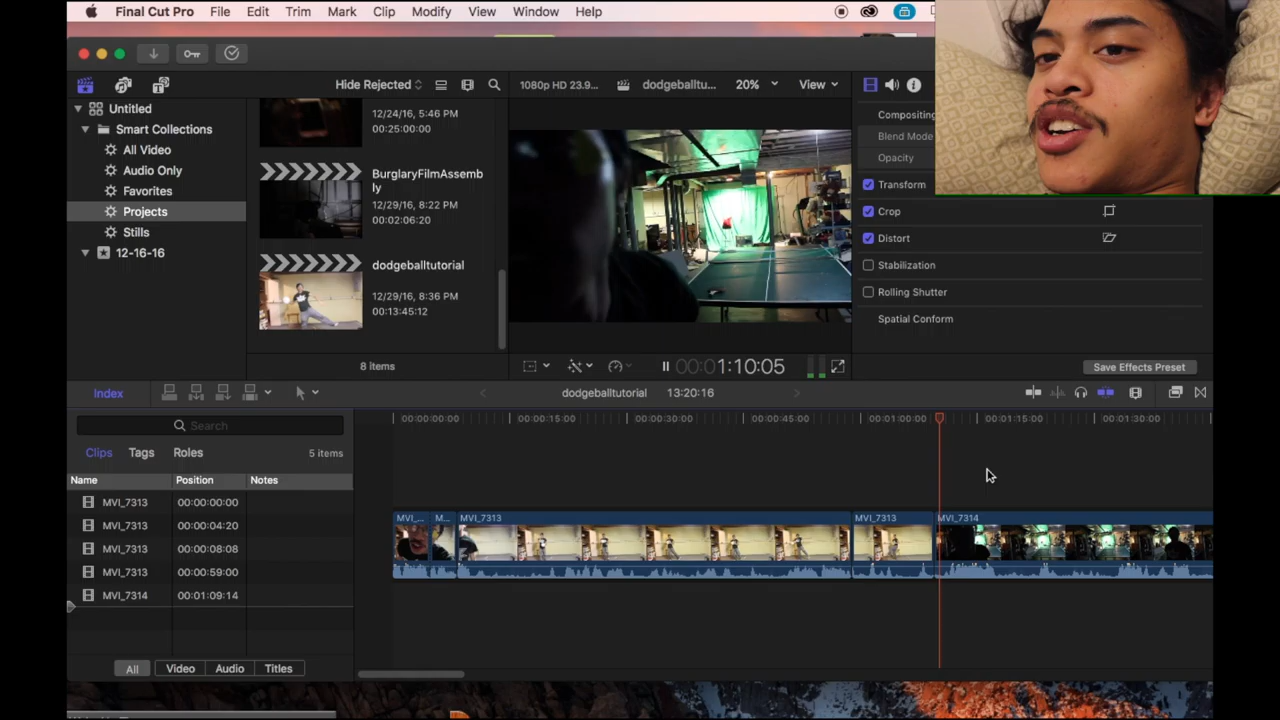 Final Cut Pro File Edit Trim Mark Clip Modify View Window Help
Hide Rejected
1080p HD 23.9... dodgeballtu... 20% View
Untitled
Smart Collections
All Video
Audio Only
Favorites
Projects
Stills
12-16-16
12/24/16, 5:46 PM
00:25:00:00
BurglaryFilmAssemb
ly
12/29/16, 8:22 PM
00:02:06:20
dodgeballtutorial
12/29/16, 8:36 PM
00:13:45:12
8 items
00:00:1:10:05
Compositing
Blend Mode
Opacity
Transform
Crop
Distort
Stabilization
Rolling Shutter
Spatial Conform
Save Effects Preset
Index
dodgeballtutorial 13:20:16
Search
Clips Tags Roles 5 items
Name Position Notes
MVI_7313 00:00:00:00
MVI_7313 00:00:04:20
MVI_7313 00:00:08:08
MVI_7313 00:00:59:00
MVI_7314 00:01:09:14
All Video Audio Titles
00:00:00:00 00:00:15:00 00:00:30:00 00:00:45:00 00:01:00:00 00:01:15:00 00:01:30:00
MVI_... M... MVI_7313 MVI_7313 MVI_7314